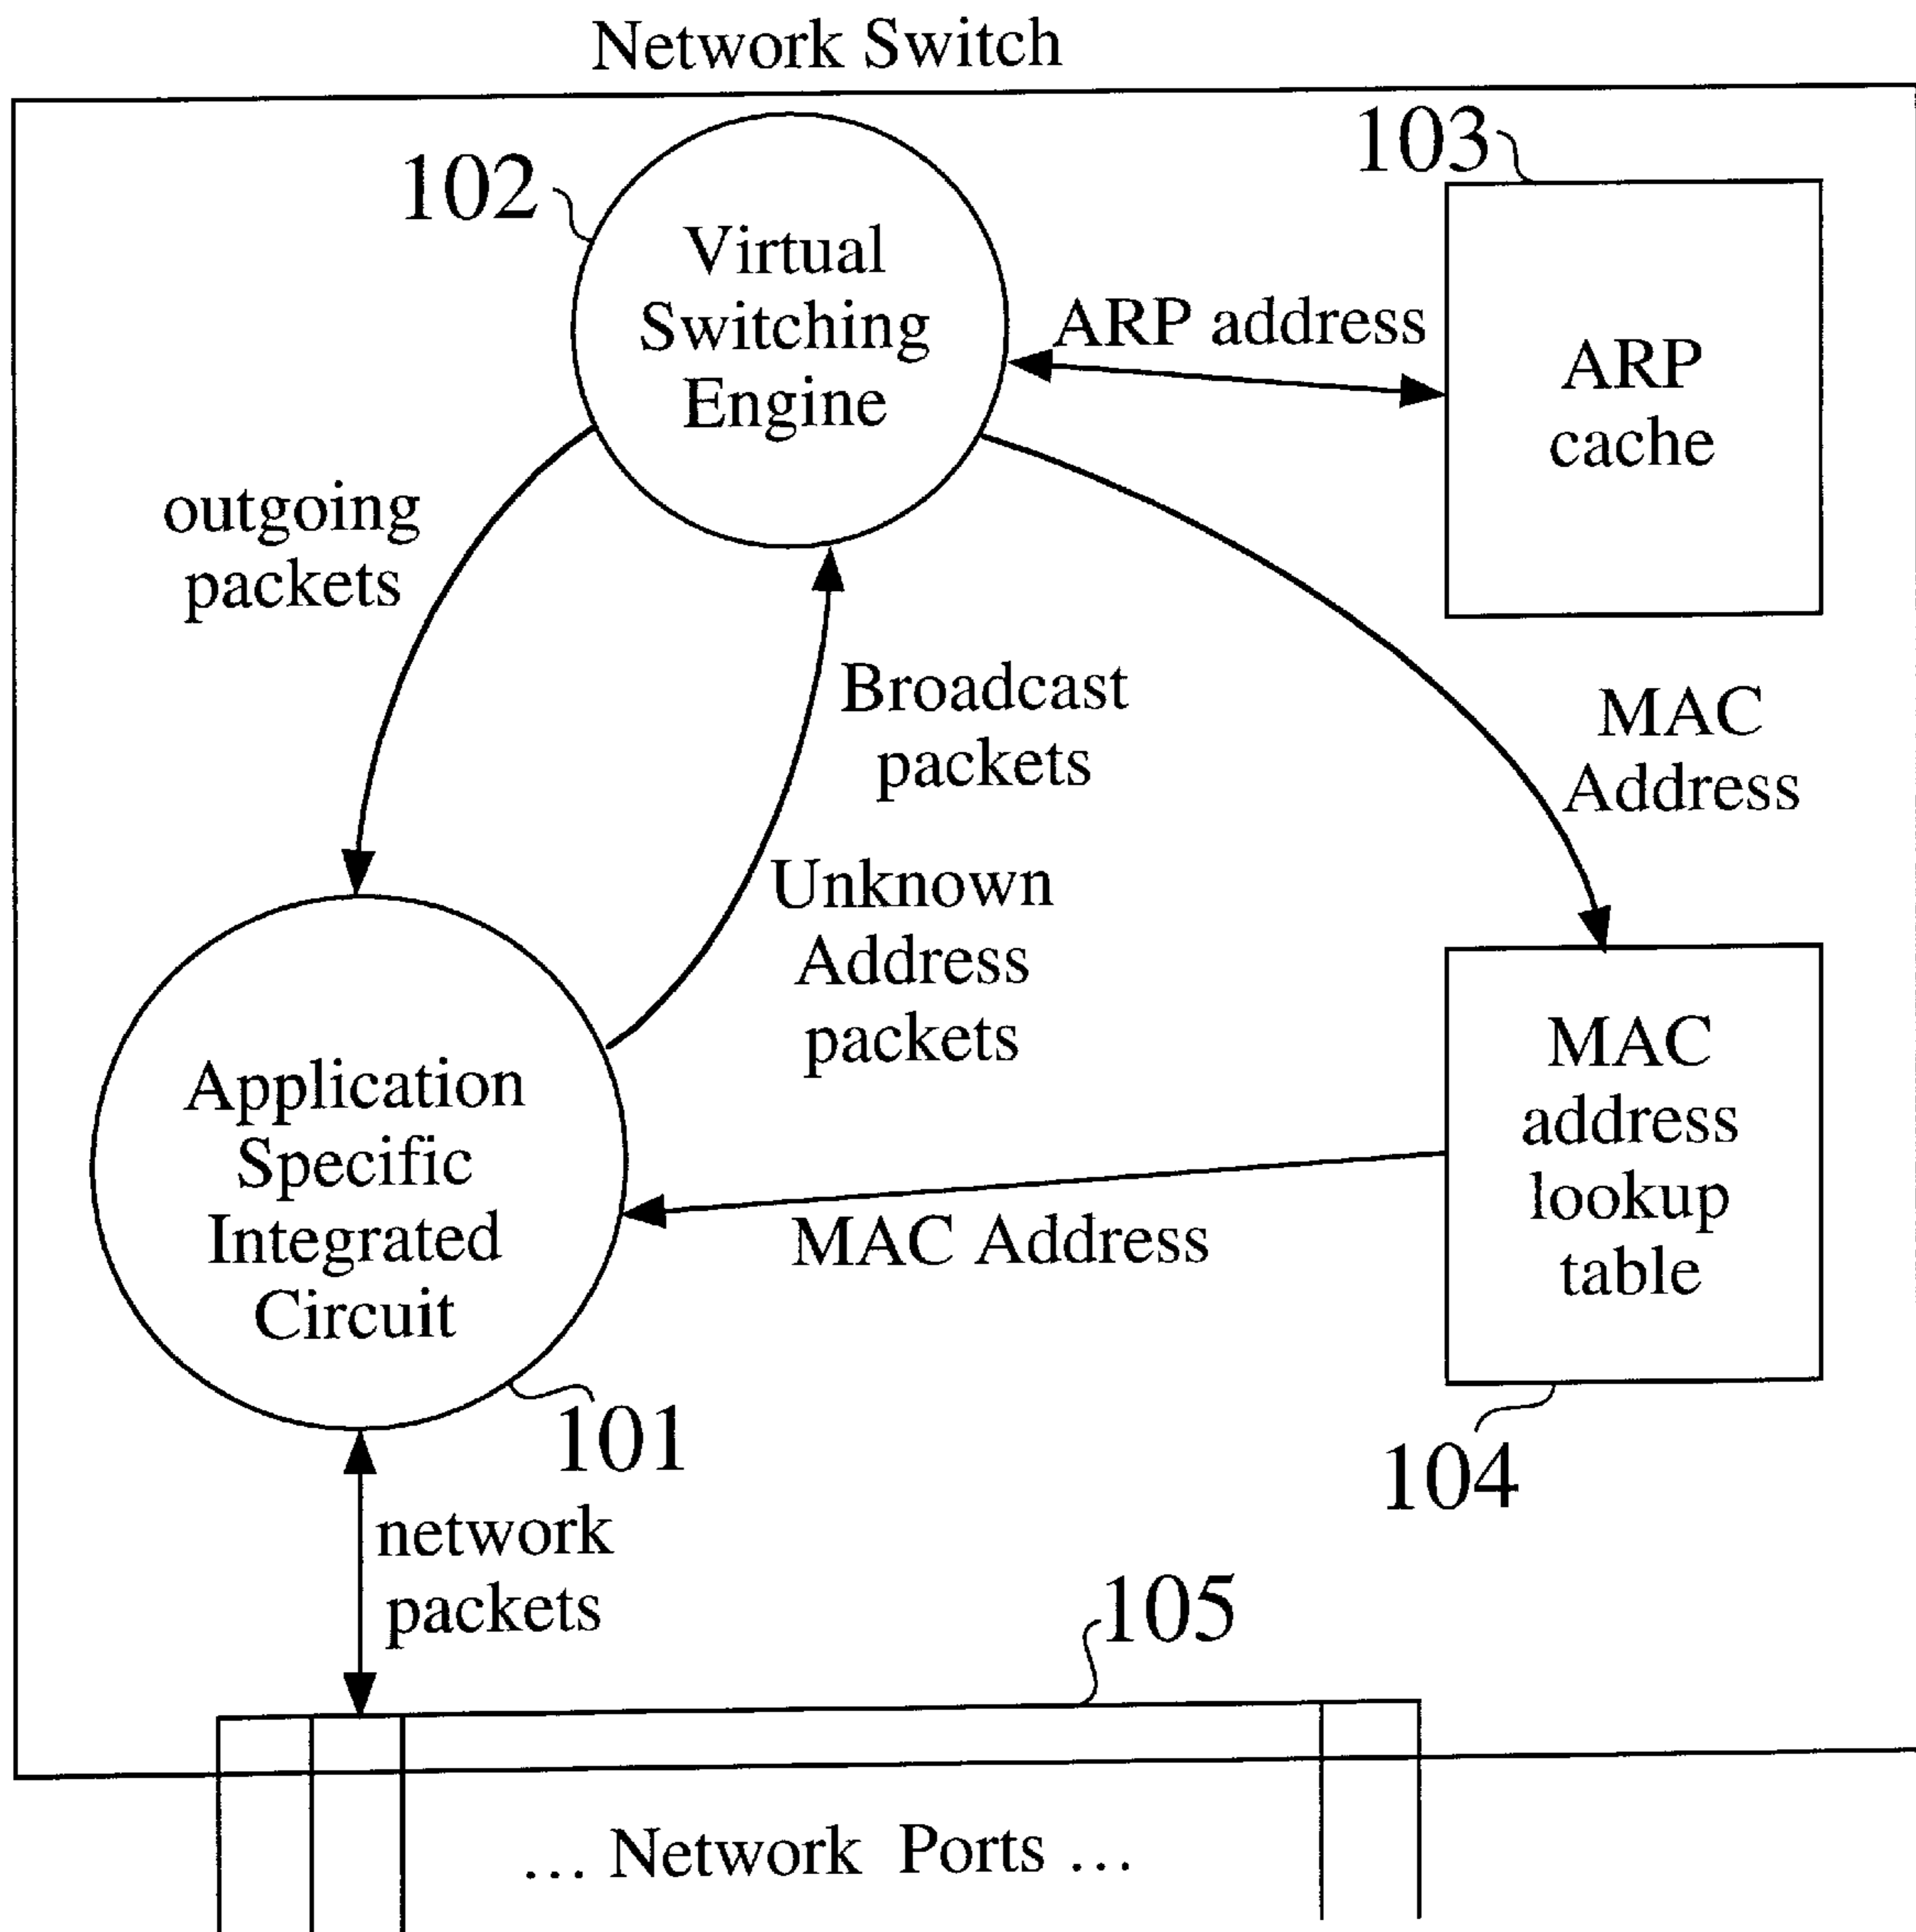 Network Switch
103
102
Virtual
Switching
Engine
ARP address
ARP
cache
outgoing
packets
Broadcast
packets
MAC
Address
Unknown
Address
packets
MAC
address
lookup
table
Application
Specific
Integrated
Circuit
MAC Address
101
104
network
packets
105
... Network Ports ...